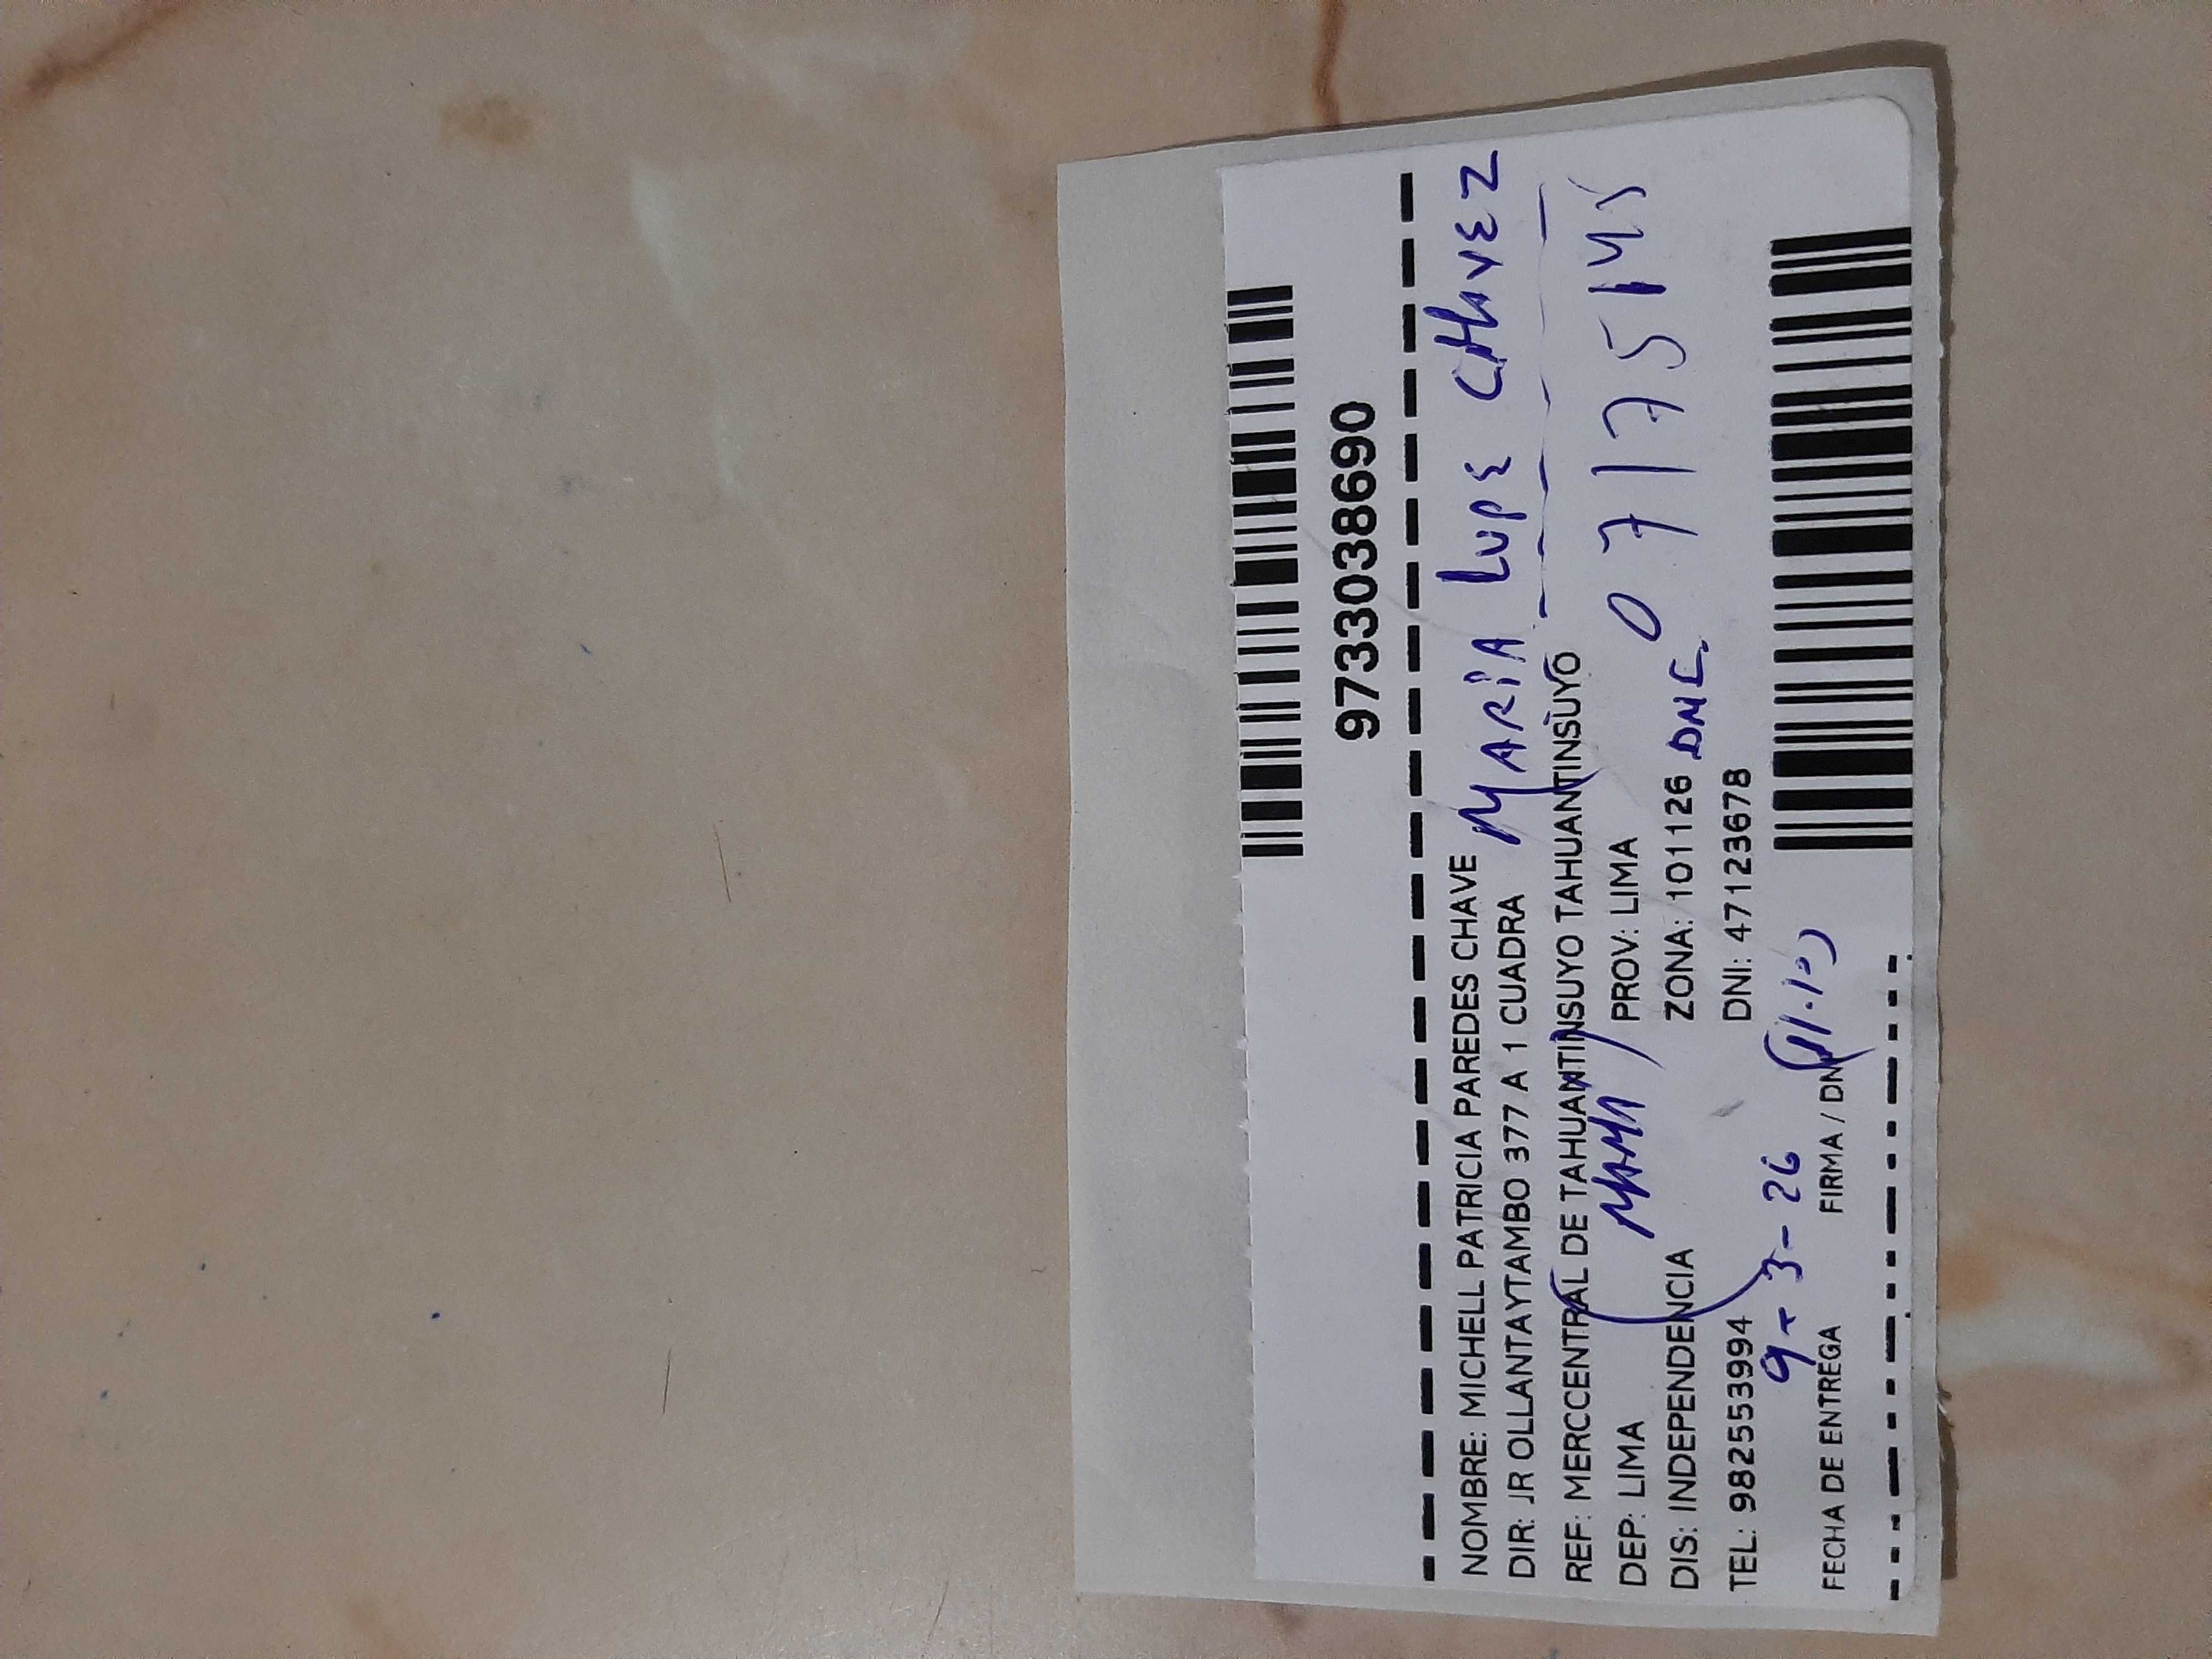 9733038690
NOMBRE: MICHELL PATRICIA PAREDES CHAVE MARIA LUPE CHAVEZ
DIR: JR OLLANTAYTAMBO 377 A 1 CUADRA
REF: MERCCENTRAL DE TAHUANTINSUYO TAHUANTINSUYO
MAMA
DEP: LIMA PROV: LIMA 0717514
DIS: INDEPENDENCIA ZONA: 101126
TEL: 982553994 DNI: 47123678
9-3-26
FECHA DE ENTREGA FIRMA / DNI